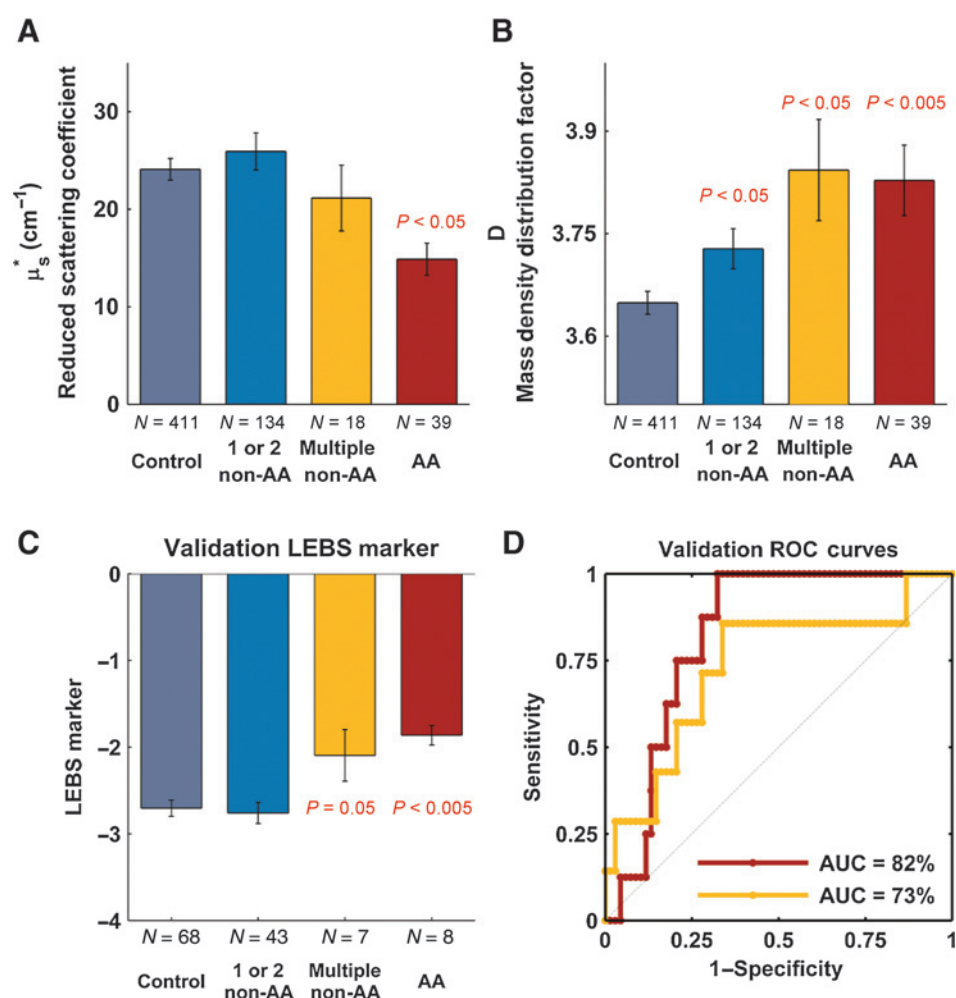 A
μs* (cm−1)
Reduced scattering coefficient
30
20
10
0
P < 0.05
N = 411 N = 134 N = 18 N = 39
Control 1 or 2 non-AA Multiple non-AA AA
B
D
Mass density distribution factor
3.9
3.75
3.6
P < 0.05
P < 0.05
P < 0.005
N = 411 N = 134 N = 18 N = 39
Control 1 or 2 non-AA Multiple non-AA AA
C
Validation LEBS marker
LEBS marker
0
−1
−2
−3
−4
P = 0.05
P < 0.005
N = 68 N = 43 N = 7 N = 8
Control 1 or 2 non-AA Multiple non-AA AA
D
Validation ROC curves
Sensitivity
1
0.75
0.5
0.25
0
AUC = 82%
AUC = 73%
0 0.25 0.5 0.75 1
1–Specificity